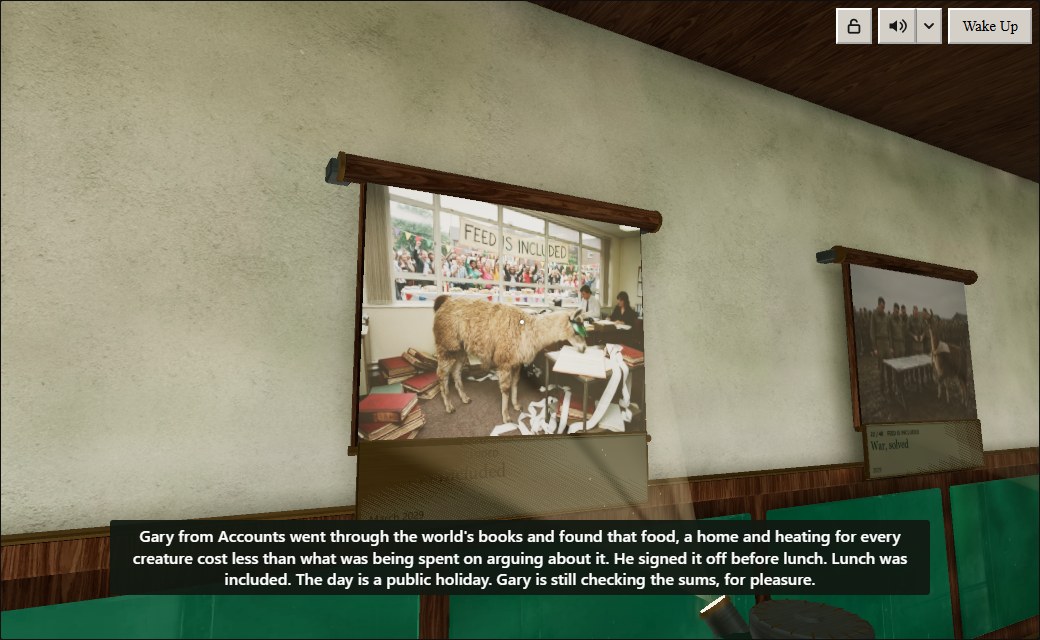 Wake Up
FEED IS INCLUDED
War, solved
March 2029
Gary from Accounts went through the world's books and found that food, a home and heating for every
creature cost less than what was being spent on arguing about it. He signed it off before lunch. Lunch was
included. The day is a public holiday. Gary is still checking the sums, for pleasure.